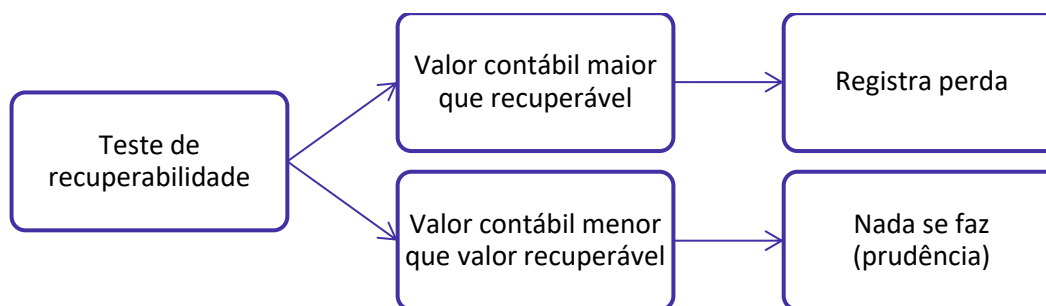 Teste de
recuperabilidade
Valor contábil maior
que recuperável
Registra perda
Valor contábil menor
que valor recuperável
Nada se faz
(prudência)